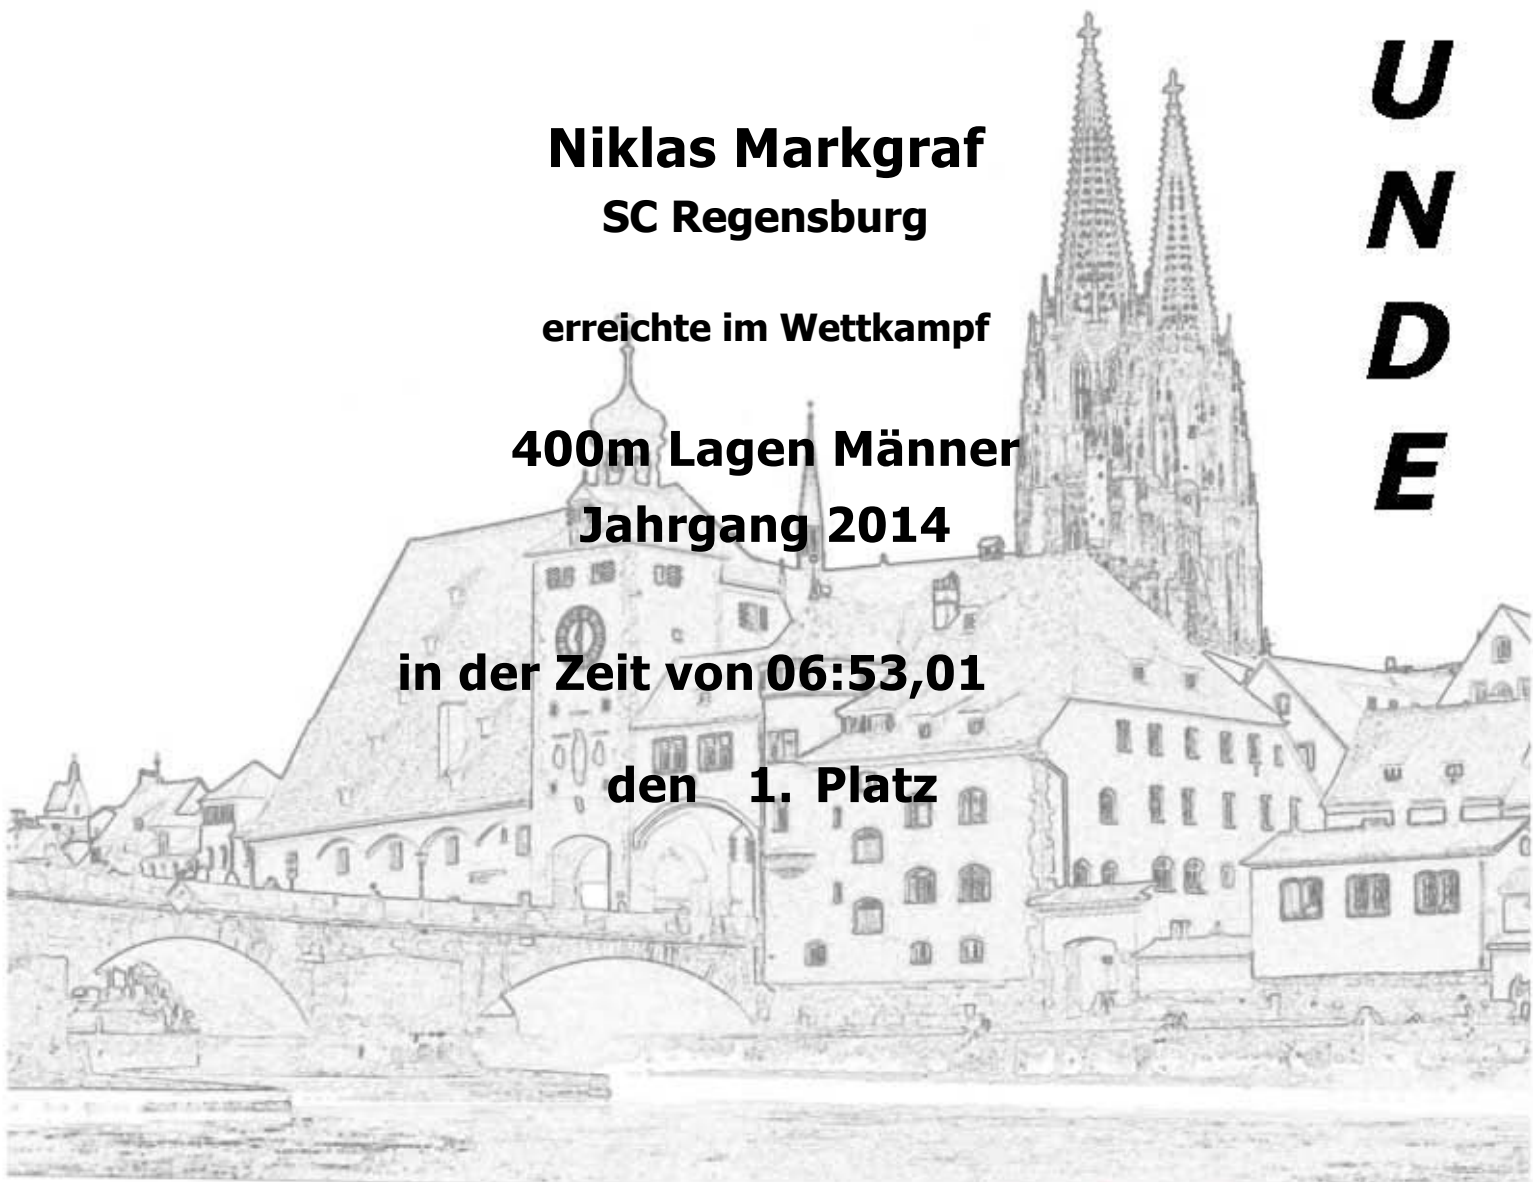 U
N
D
E
Niklas Markgraf
SC Regensburg
erreichte im Wettkampf
400m Lagen Männer
Jahrgang 2014
in der Zeit von 06:53,01
den 1. Platz